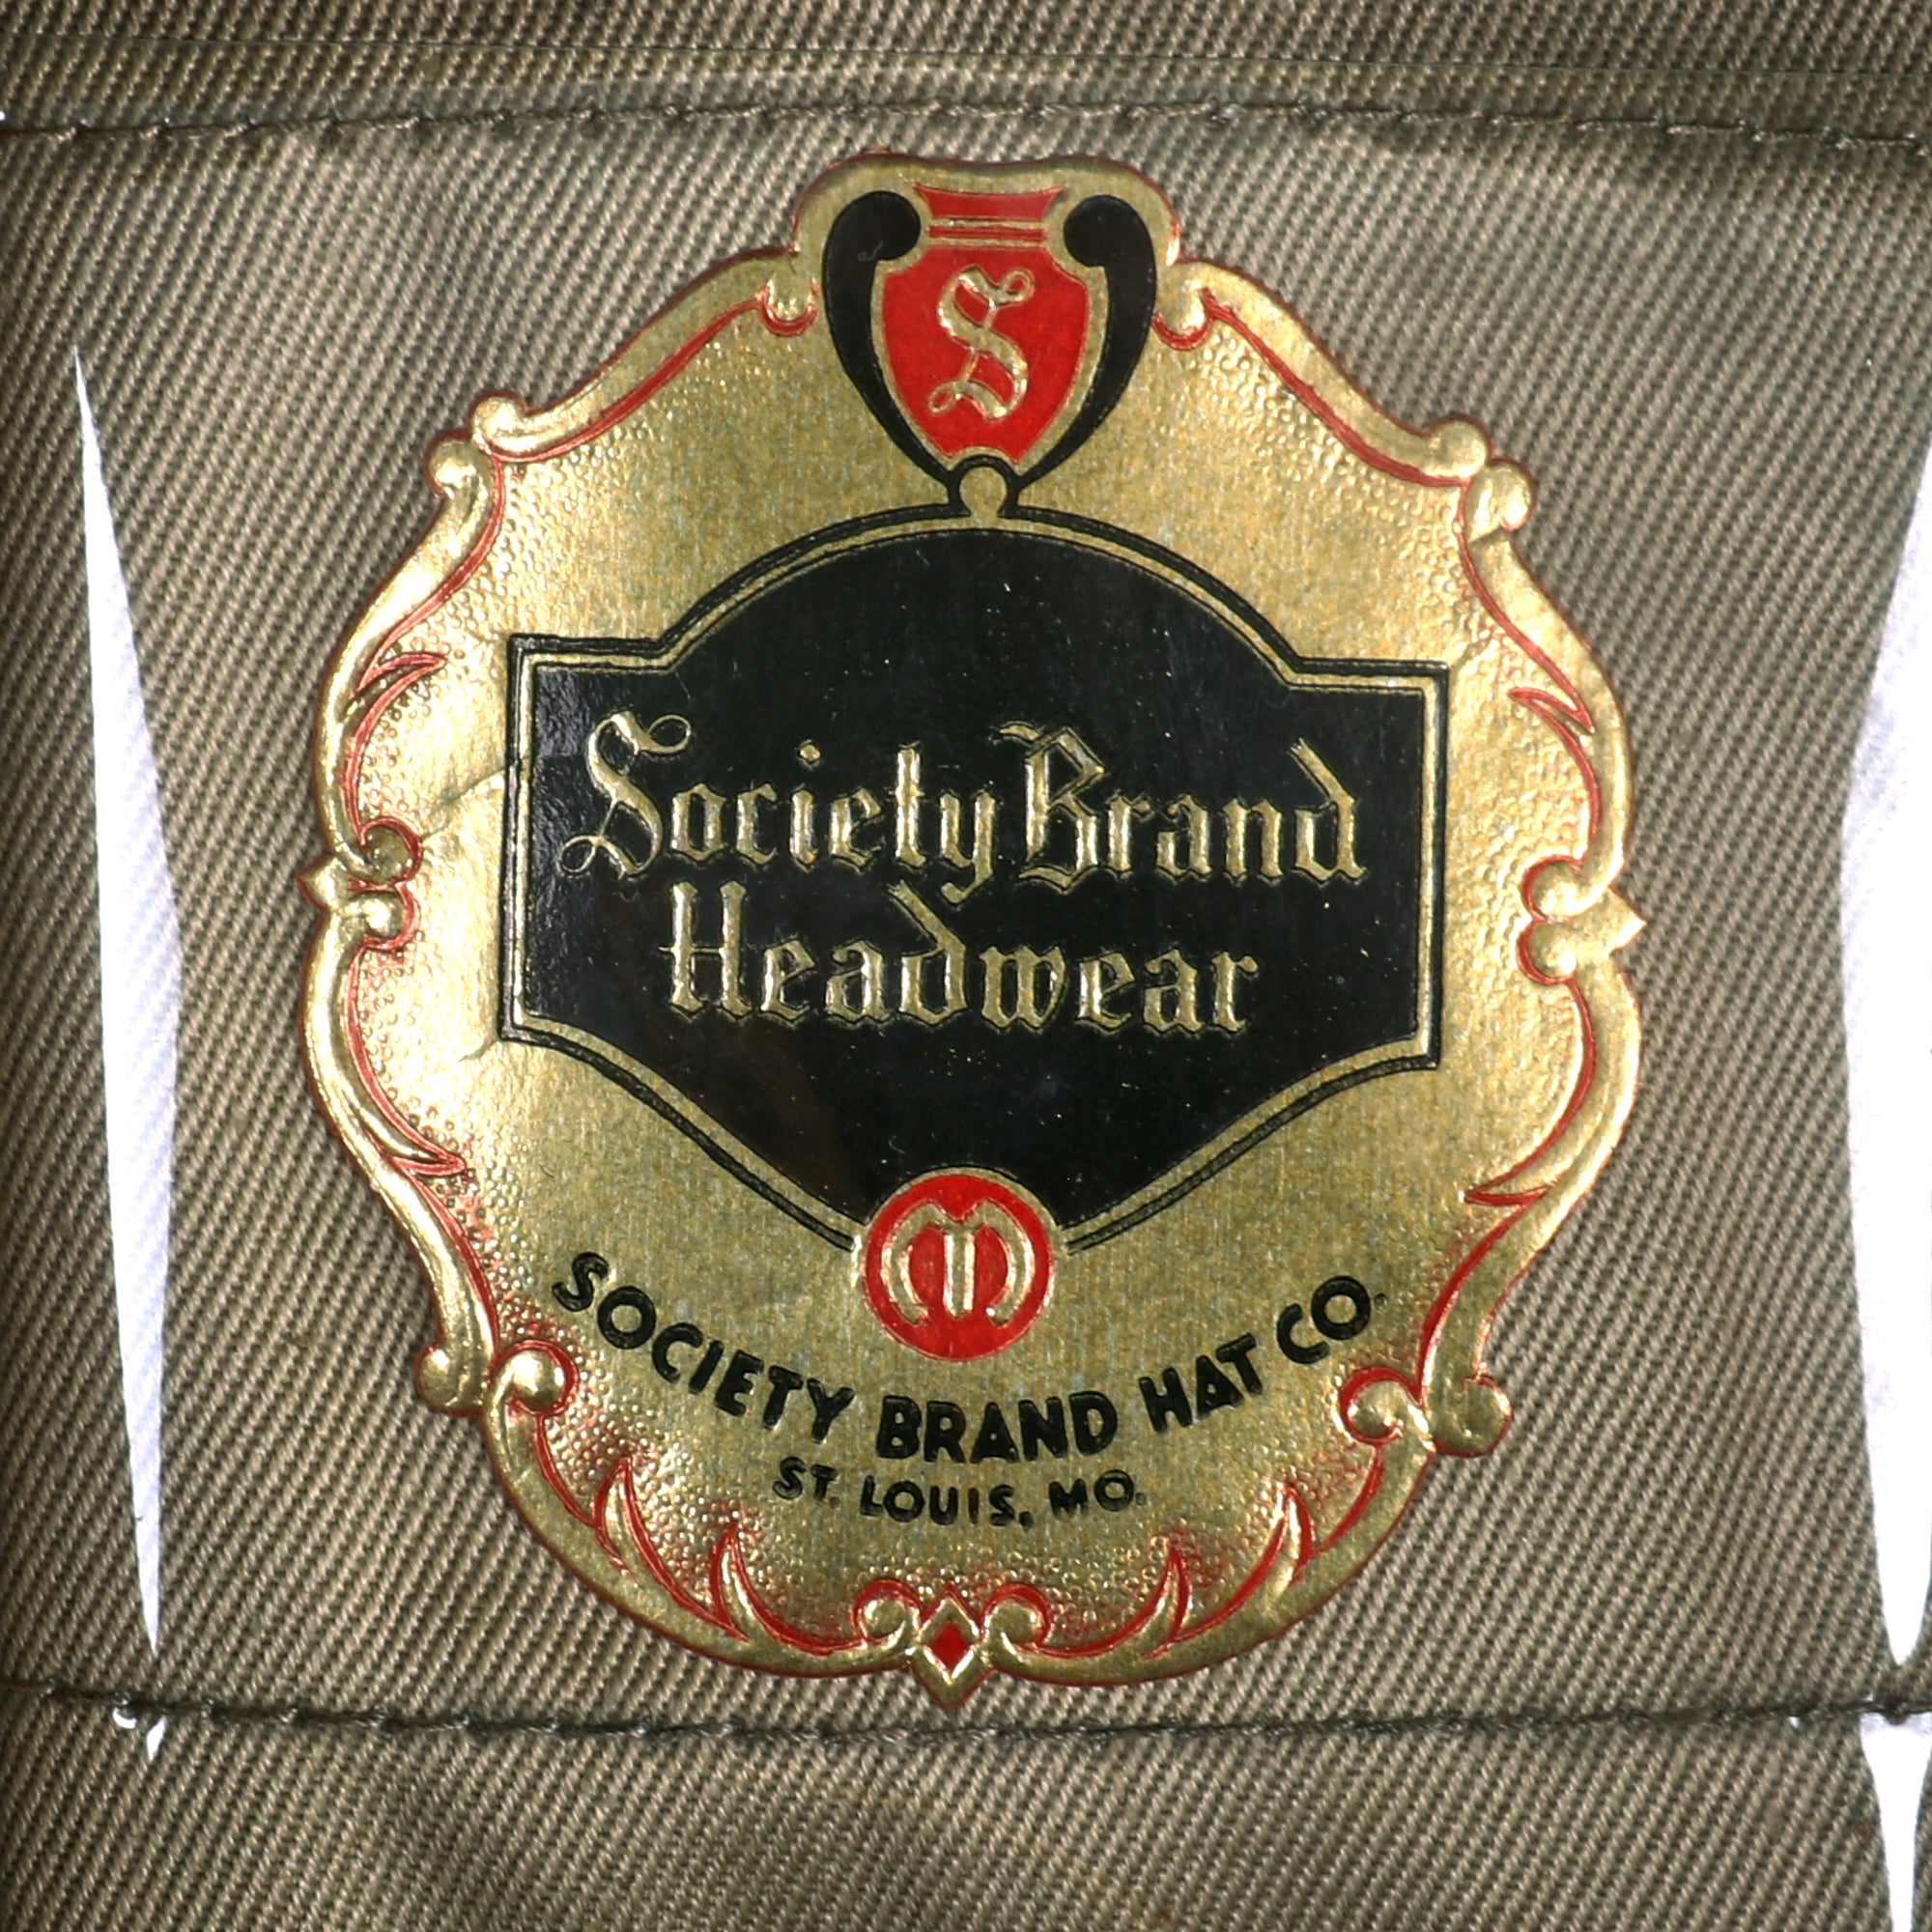 S
Society Brand
Headwear
SOCIETY BRAND HAT CO.
ST. LOUIS, MO.